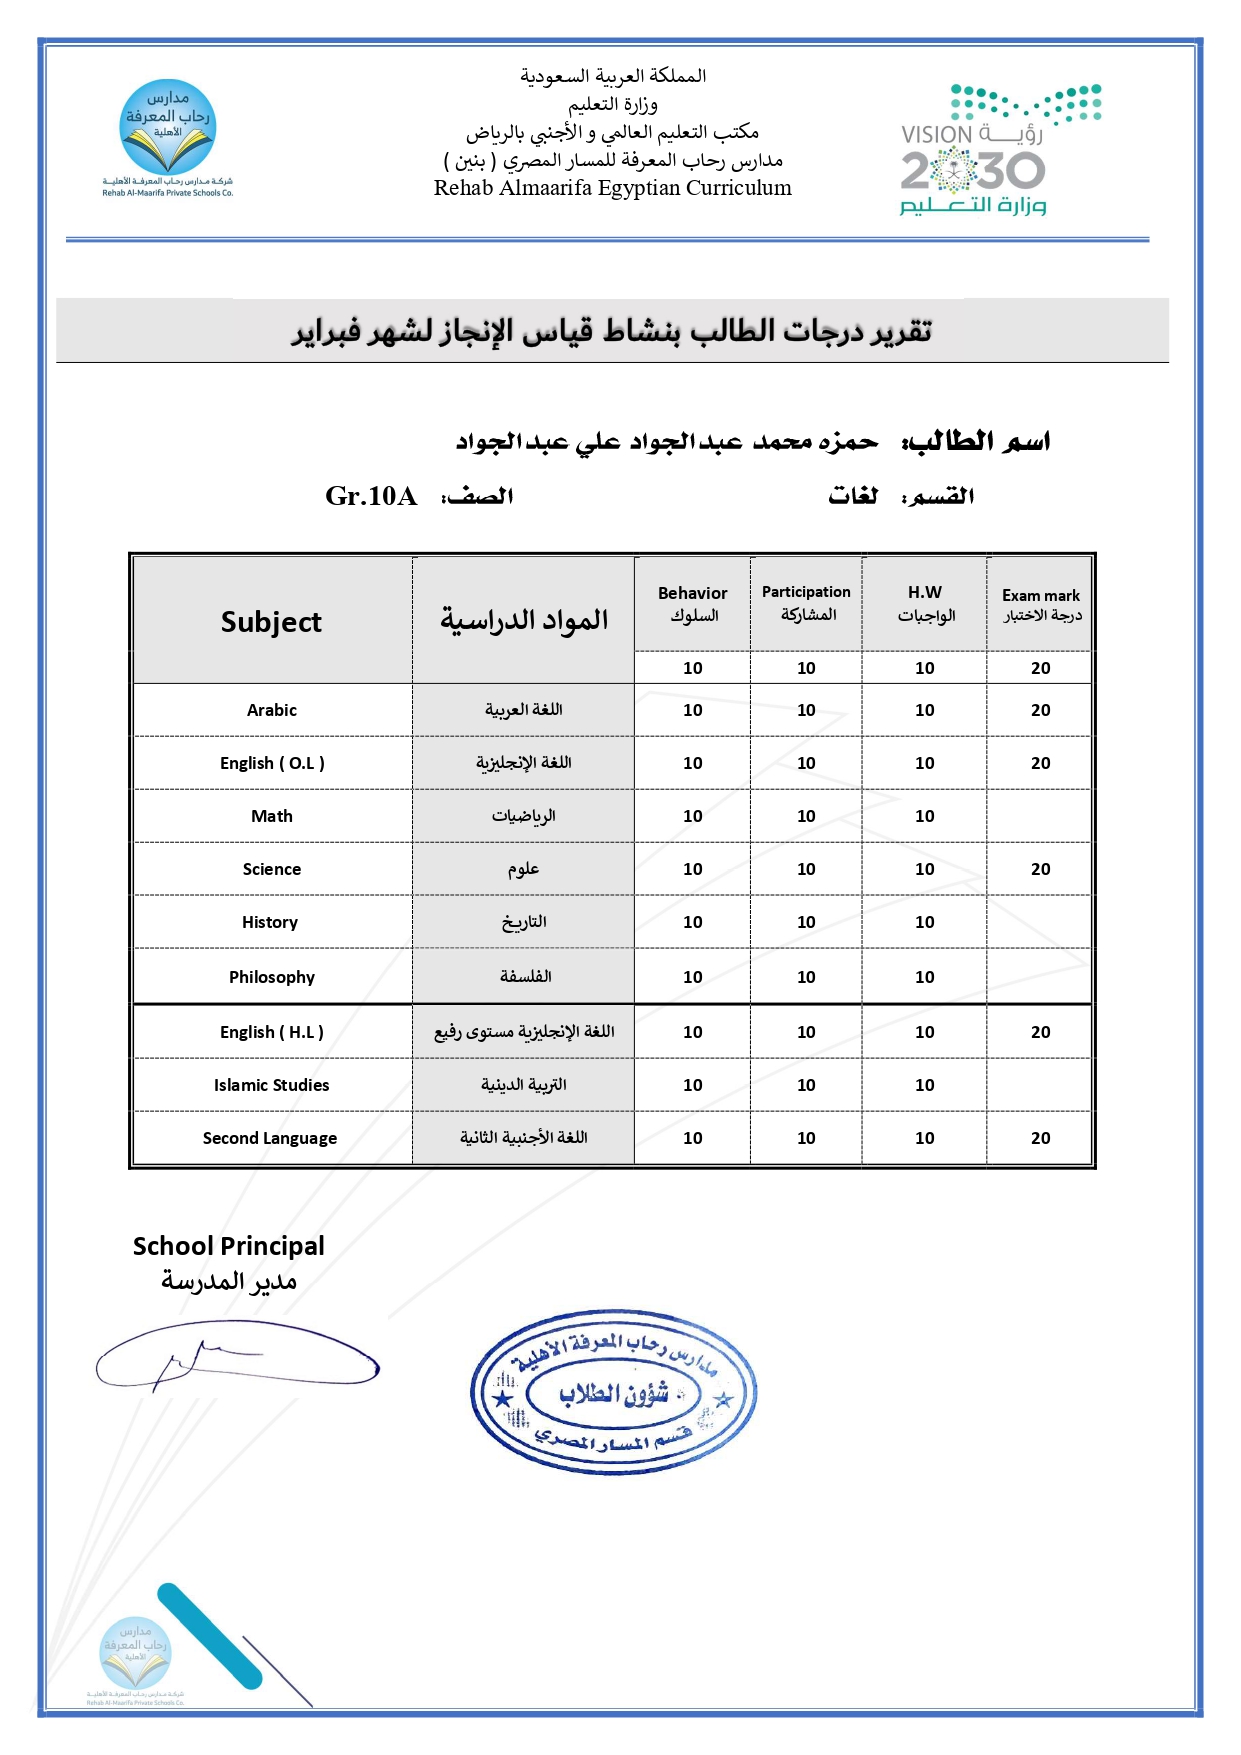 مدارس
رحاب المعرفة
الأهلية
شركة مدارس رحاب المعرفة الأهلية
Rehab Al-Maarifa Private Schools Co.
المملكة العربية السعودية
وزارة التعليم
مكتب التعليم العالمي و الأجنبي بالرياض
مدارس رحاب المعرفة للمسار المصري ( بنين )
Rehab Almaarifa Egyptian Curriculum
VISION رؤيــة
2030
وزارة التعـــليم
تقرير درجات الطالب بنشاط قياس الإنجاز لشهر فبراير
اسم الطالب: حمزه محمد عبدالجواد علي عبدالجواد
القسم: لغات الصف: Gr.10A
Subject المواد الدراسية Behavior السلوك Participation المشاركة H.W الواجبات Exam mark درجة الاختبار
10 10 10 20
Arabic اللغة العربية 10 10 10 20
English ( O.L ) اللغة الإنجليزية 10 10 10 20
Math الرياضيات 10 10 10
Science علوم 10 10 10 20
History التاريخ 10 10 10
Philosophy الفلسفة 10 10 10
English ( H.L ) اللغة الإنجليزية مستوى رفيع 10 10 10 20
Islamic Studies التربية الدينية 10 10 10
Second Language اللغة الأجنبية الثانية 10 10 10 20
School Principal
مدير المدرسة
مدارس رحاب المعرفة الأهلية
شؤون الطلاب
قسم المسار المصري
مدارس
رحاب المعرفة
الأهلية
شركة مدارس رحاب المعرفة الأهلية
Rehab Al-Maarifa Private Schools Co.